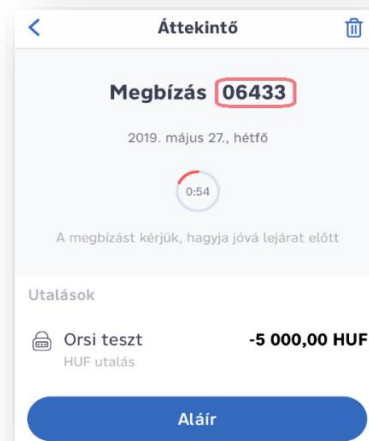 Áttekintő
Megbízás 06433
2019. május 27., hétfő
0:54
A megbízást kérjük, hagyja jóvá lejárat előtt
Utalások
Orsi teszt -5 000,00 HUF
HUF utalás
Aláír